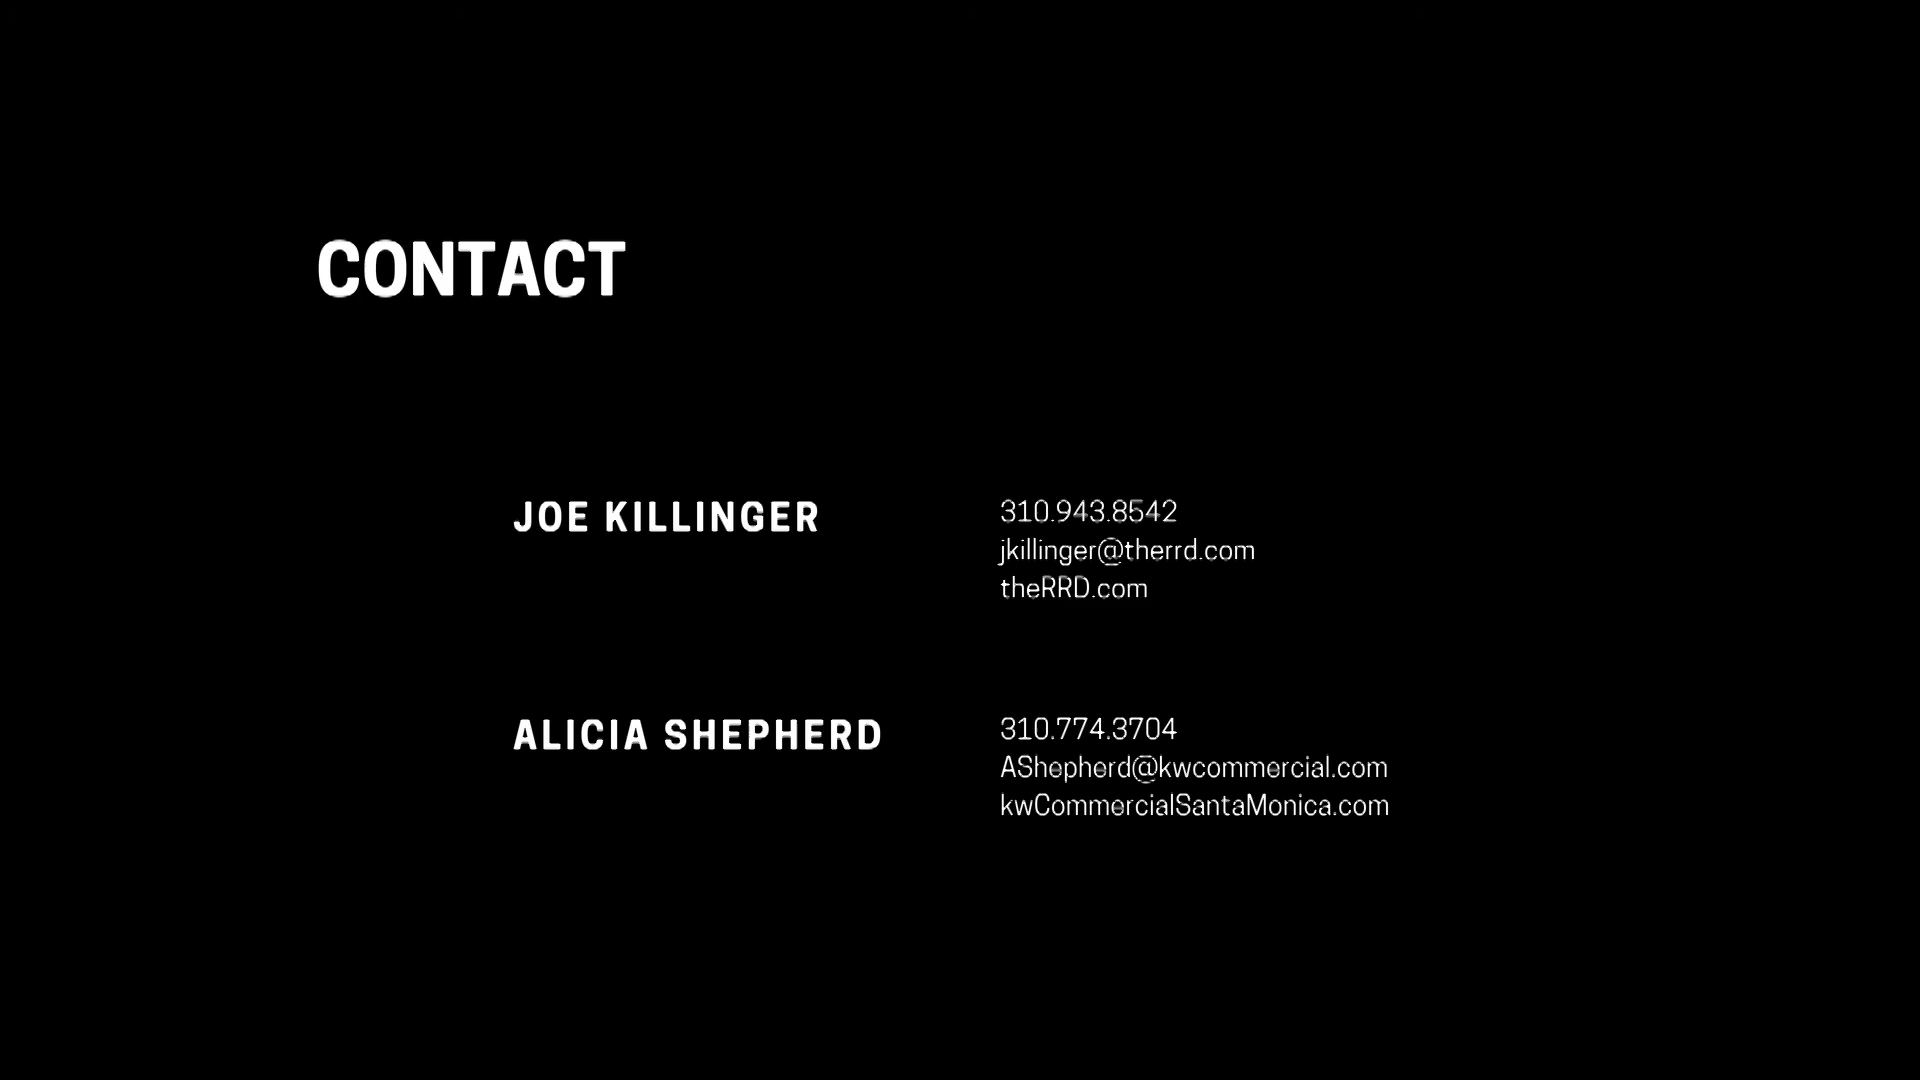 CONTACT
JOE KILLINGER
310.943.8542
jkillinger@therrd.com
theRRD.com
ALICIA SHEPHERD
310.774.3704
AShepherd@kwcommercial.com
kwCommercialSantaMonica.com